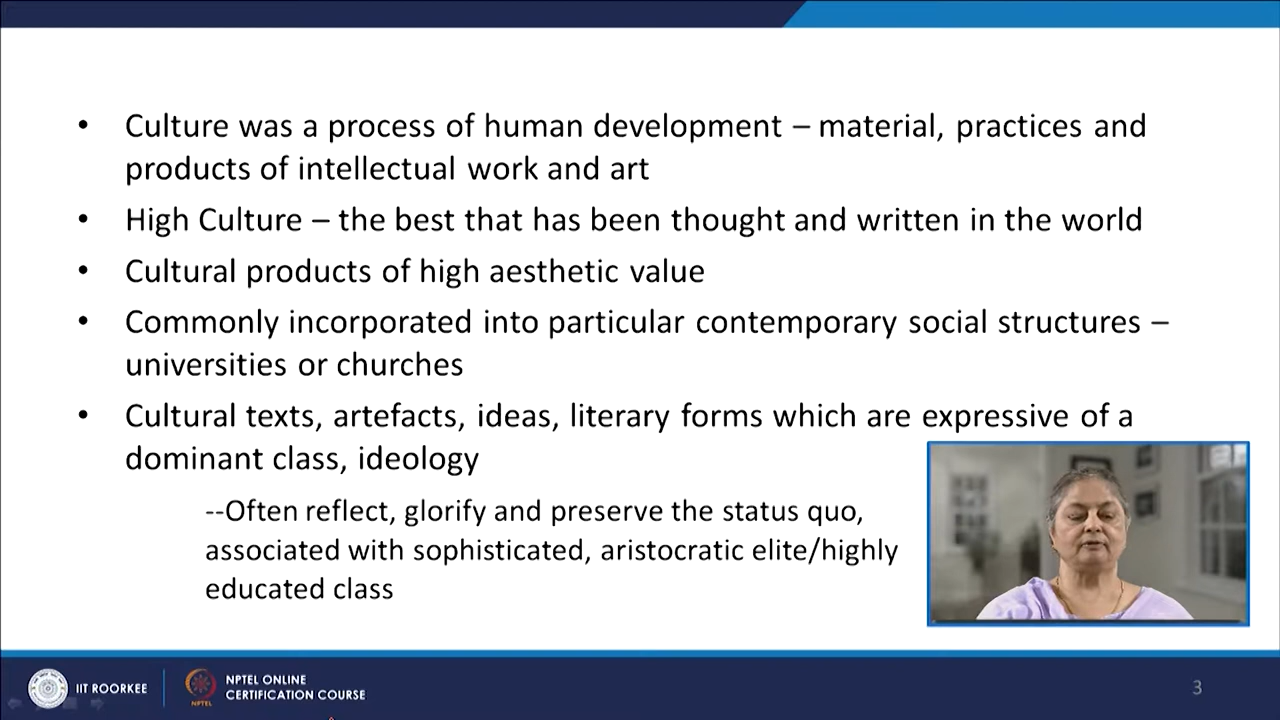 • Culture was a process of human development – material, practices and
products of intellectual work and art
• High Culture – the best that has been thought and written in the world
• Cultural products of high aesthetic value
• Commonly incorporated into particular contemporary social structures –
universities or churches
• Cultural texts, artefacts, ideas, literary forms which are expressive of a
dominant class, ideology
--Often reflect, glorify and preserve the status quo,
associated with sophisticated, aristocratic elite/highly
educated class
IIT ROORKEE
NPTEL
NPTEL ONLINE
CERTIFICATION COURSE
3